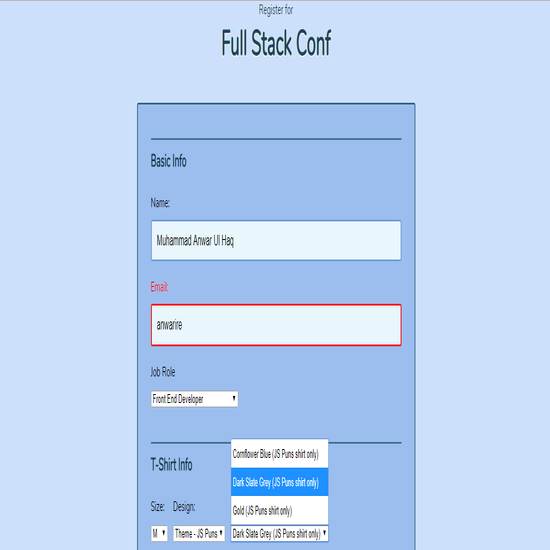 Register for
Full Stack Conf
Basic Info
Name:
Muhammad Anwar Ul Haq
Email:
anwarire
Job Role
Front End Developer
T-Shirt Info
Cornflower Blue (JS Puns shirt only)
Dark Slate Grey (JS Puns shirt only)
Gold (JS Puns shirt only)
Size: Design:
M Theme - JS Puns Dark Slate Grey (JS Puns shirt only)